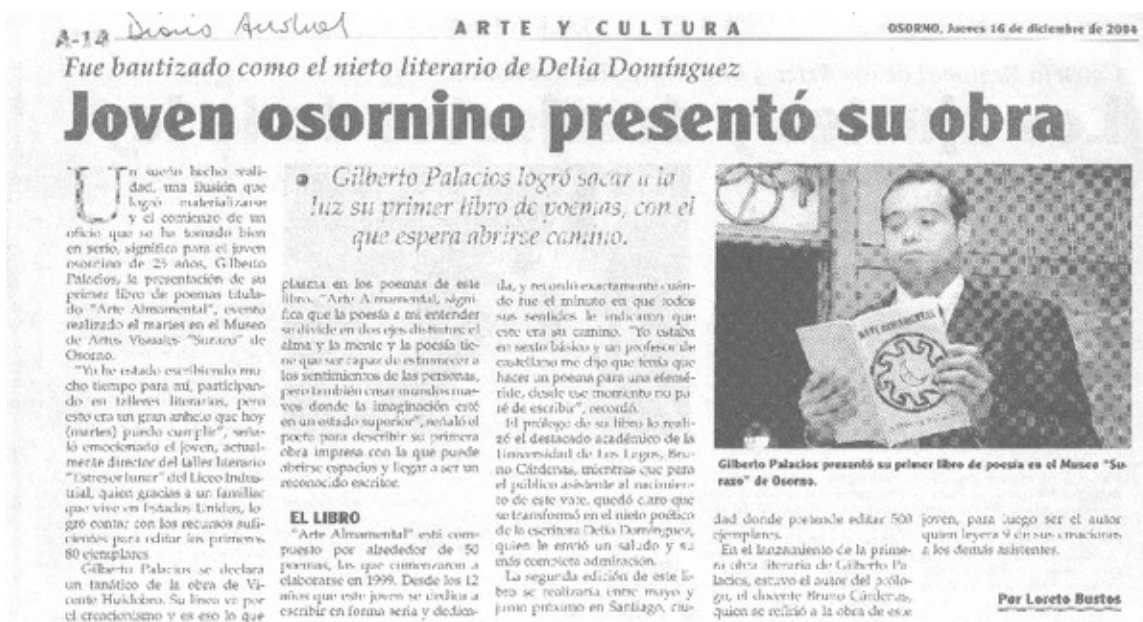 A-14 Diario Austral
ARTE Y CULTURA
OSORNO, Jueves 16 de diciembre de 2004
Fue bautizado como el nieto literario de Delia Domínguez
Joven osornino presentó su obra
Un sueño hecho reali-
dad, una ilusión que
logró materializarse
y el comienzo de un
oficio que se ha tomado bien
en serio, significa para el joven
osornino de 25 años, Gilberto
Palacios, la presentación de su
primer libro de poemas titula-
do "Arte Almamental", evento
realizado el martes en el Museo
de Artes Visuales "Surazo" de
Osorno.
"Yo he estado escribiendo mu-
cho tiempo para mí, participan-
do en talleres literarios, pero
esto era un gran anhelo que hoy
(martes) puedo cumplir", seña-
ló emocionado el joven, actual-
mente director del taller literario
del Liceo Indus-
trial, quien gracias a un familiar
que vive en Estados Unidos, lo-
gró contar con los recursos sufi-
cientes para editar los primeros
80 ejemplares.
Gilberto Palacios se declara
un fanático de la obra de Vi-
cente Huidobro. Su línea va por
el creacionismo y es eso lo que
• Gilberto Palacios logró sacar a la
luz su primer libro de poemas, con el
que espera abrirse camino.
plasma en los poemas de este
libro. "Arte Almamental, signi-
fica que la poesía a mi entender
se divide en dos ejes distintos: el
alma y la mente y la poesía tie-
ne que ser capaz de estremecer a
los sentimientos de las personas,
pero también crear mundos nue-
vos donde la imaginación esté
en un estado superior", señaló el
poeta para describir su primera
obra impresa con la que puede
abrirse espacios y llegar a ser un
reconocido escritor.
EL LIBRO
"Arte Almamental" está com-
puesto por alrededor de 50
poemas, los que comenzaron a
elaborarse en 1999. Desde los 12
años que este joven se dedica a
escribir en forma seria y dedica-
da, y recordó exactamente cuán-
do fue el minuto en que todos
sus sentidos le indicaron que
este era su camino. "Yo estaba
en sexto básico y un profesor de
castellano me dijo que tenía que
hacer un poema para una efemé-
ride, desde ese momento no pa-
ré de escribir", recordó.
El prólogo de su libro lo reali-
zó el destacado académico de la
Universidad de Los Lagos, Bru-
no Cárdenas, mientras que para
el público asistente al nacimien-
to de este vate, quedó claro que
se transformó en el nieto poético
de la escritora Delia Domínguez,
quien le envió un saludo y su
más completa admiración.
La segunda edición de este li-
bro se realizaría entre mayo y
junio próximo en Santiago, ciu-
ARTE ALMAMENTAL
Gilberto Palacios presentó su primer libro de poesía en el Museo "Su-
razo" de Osorno.
dad donde pretende editar 500
ejemplares.
En el lanzamiento de la prime-
ra obra literaria de Gilberto Pa-
lacios, estuvo el autor del prólo-
go, el docente Bruno Cárdenas,
quien se refirió a la obra de este
joven, para luego ser el autor
quien leyera 9 de sus creaciones
a los demás asistentes.
Por Loreto Bustos